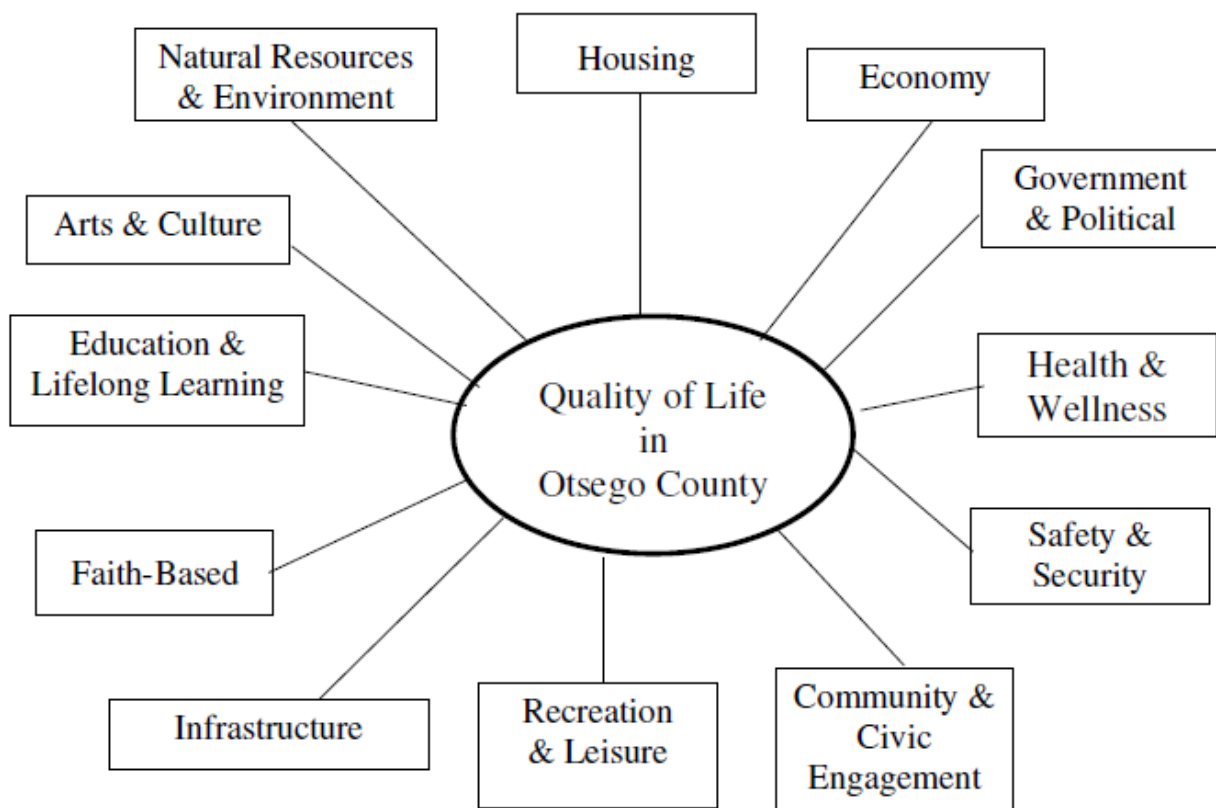 Natural Resources
& Environment
Housing
Economy
Government
& Political
Arts & Culture
Education &
Lifelong Learning
Quality of Life
in
Otsego County
Health &
Wellness
Faith-Based
Safety &
Security
Infrastructure
Recreation
& Leisure
Community &
Civic
Engagement